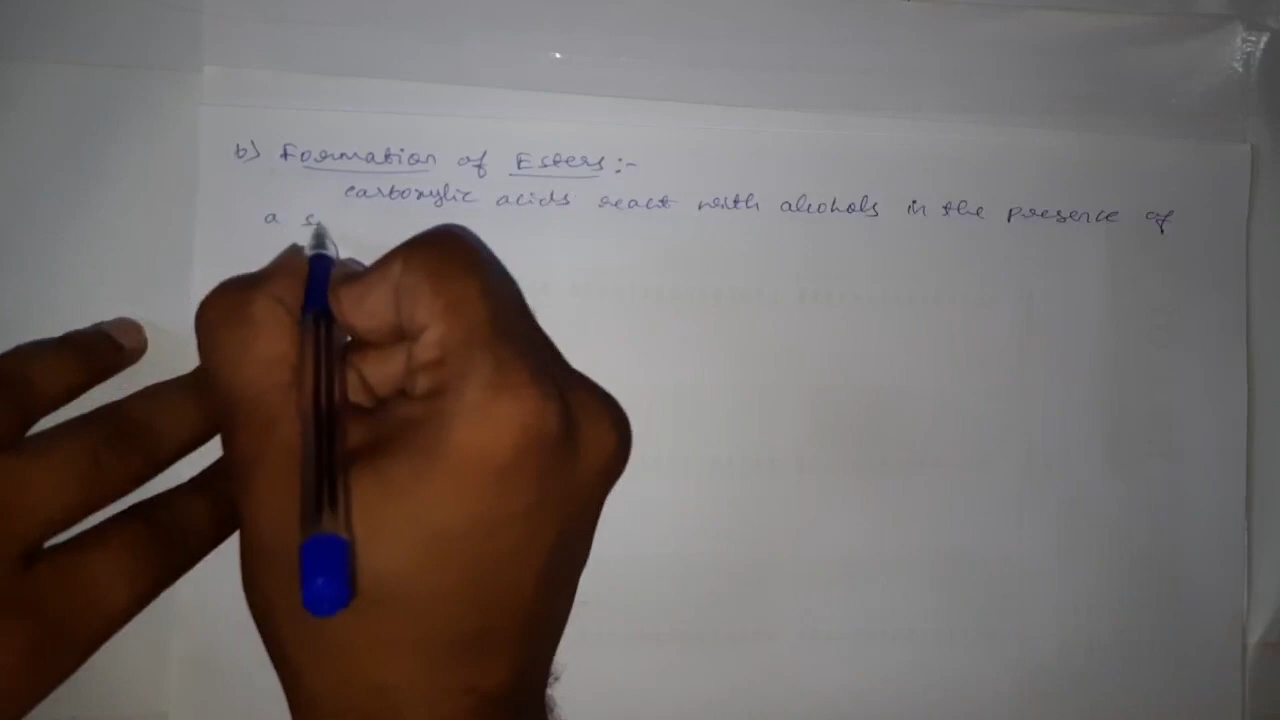 b) Formation of Esters:-
carboxylic acids react with alcohols in the presence of
a s